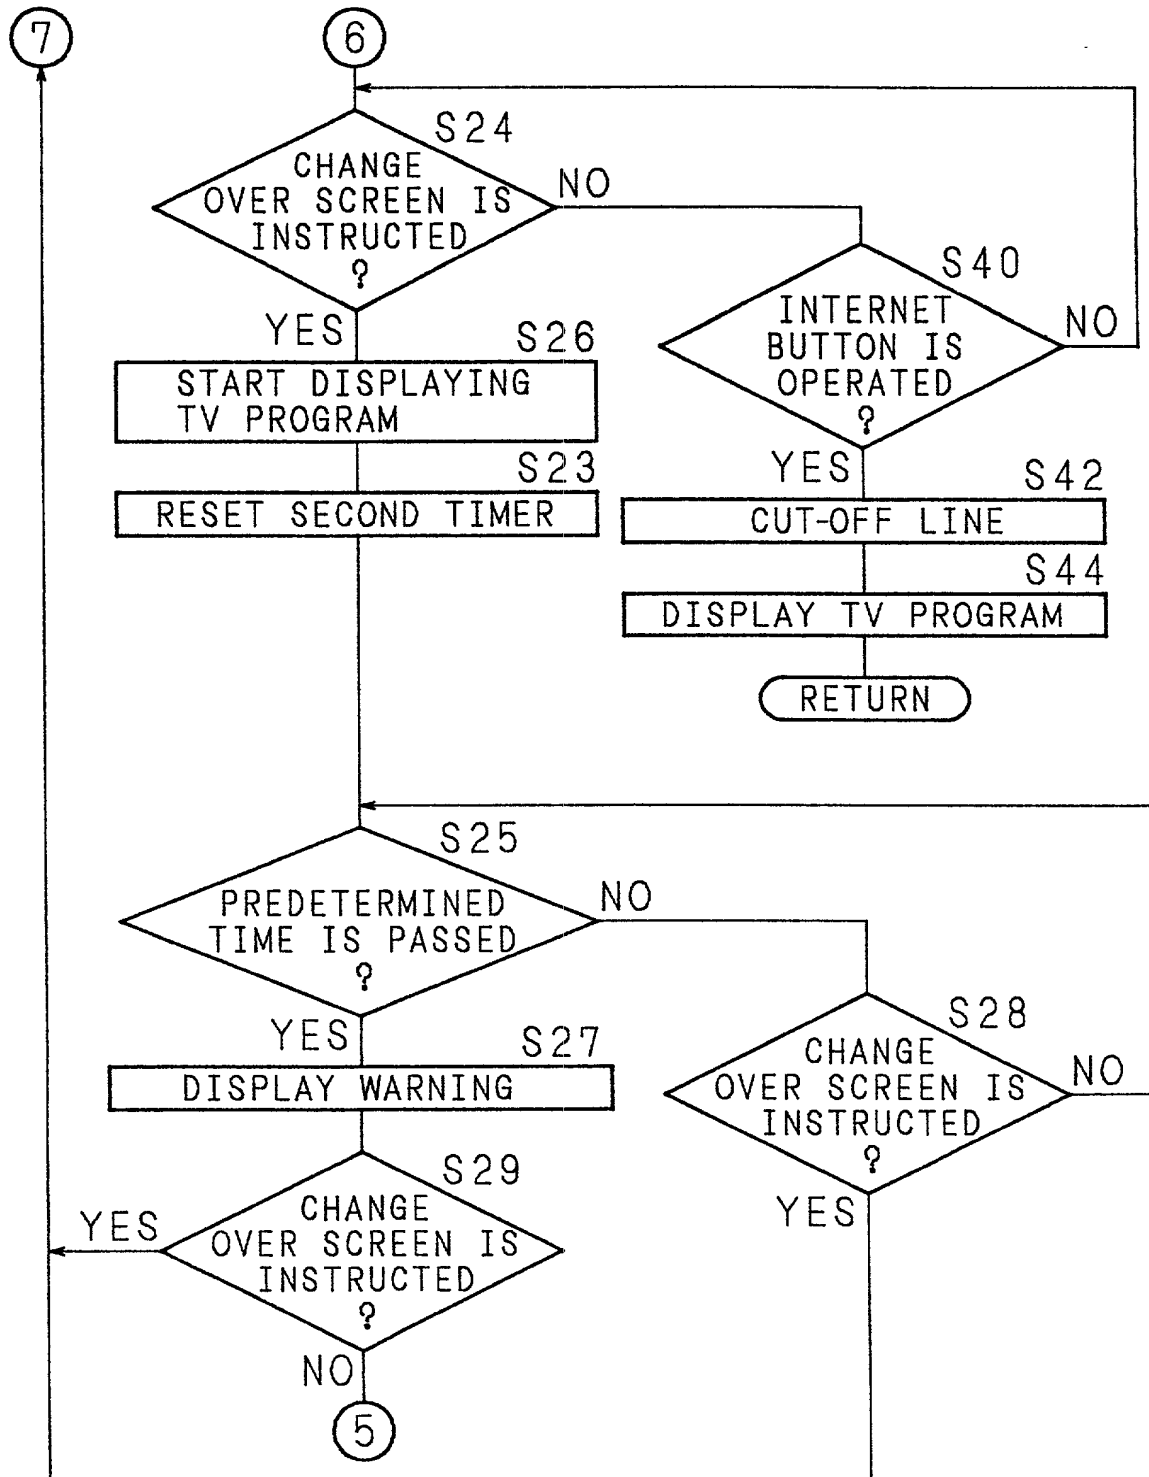 7
6
S24
CHANGE
OVER SCREEN IS
INSTRUCTED
?
NO
YES
S40
INTERNET
BUTTON IS
OPERATED
?
NO
YES
S26
START DISPLAYING
TV PROGRAM
S23
RESET SECOND TIMER
S42
CUT-OFF LINE
S44
DISPLAY TV PROGRAM
RETURN
S25
PREDETERMINED
TIME IS PASSED
?
NO
YES
S28
CHANGE
OVER SCREEN IS
INSTRUCTED
?
NO
YES
S27
DISPLAY WARNING
S29
CHANGE
OVER SCREEN IS
INSTRUCTED
?
YES
NO
5